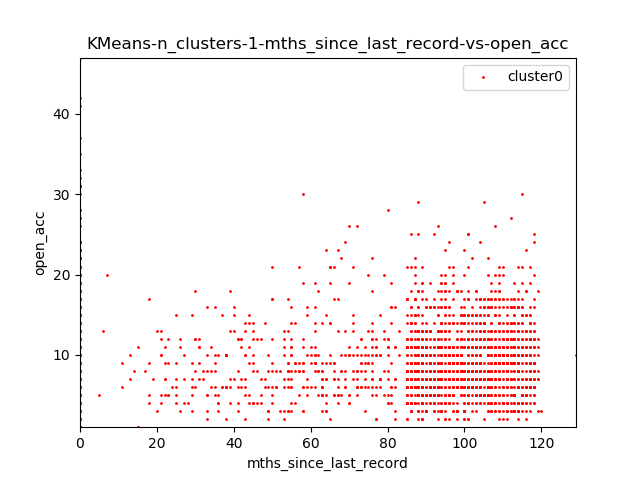 KMeans-n_clusters-1-mths_since_last_record-vs-open_acc
cluster0
40
30
20
10
open_acc
0 20 40 60 80 100 120
mths_since_last_record